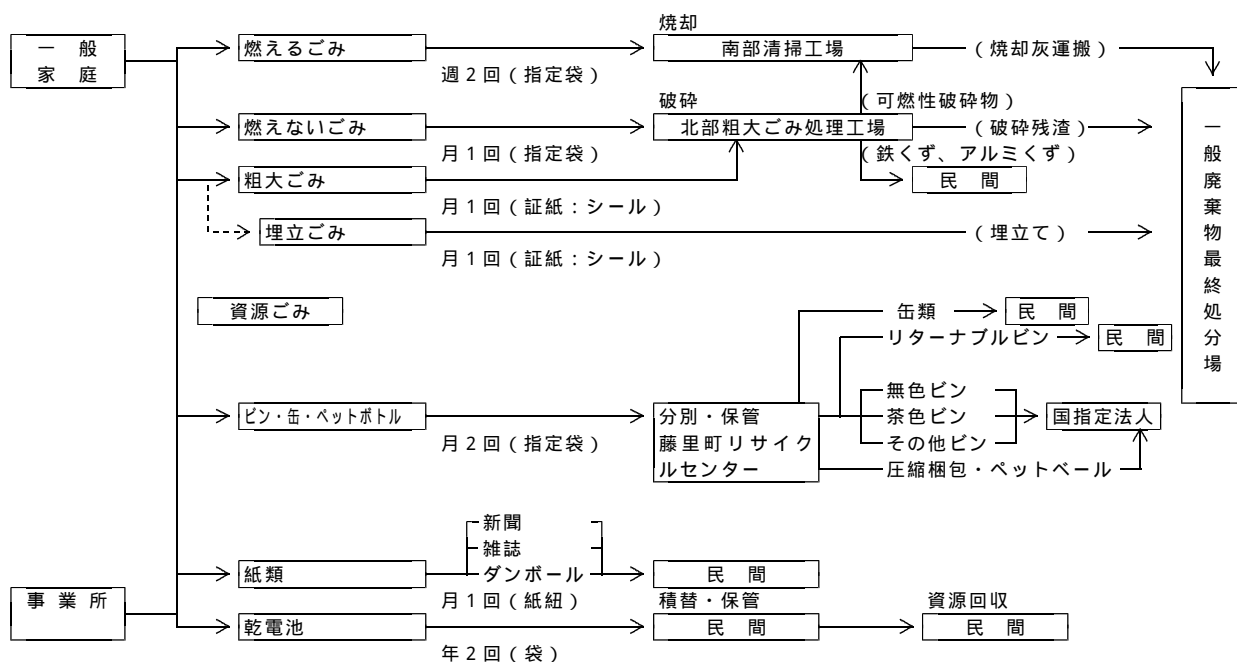 焼却
一　般
家　庭
燃えるごみ
南部清掃工場
（焼却灰運搬）
週２回（指定袋）
破砕
（可燃性破砕物）
燃えないごみ
北部粗大ごみ処理工場
（破砕残渣）
月１回（指定袋）
（鉄くず、アルミくず）
粗大ごみ
民　間
月１回（証紙：シール）
埋立ごみ
（埋立て）
月１回（証紙：シール）
一般廃棄物最終処分場
資源ごみ
缶類
民　間
リターナブルビン
民　間
無色ビン
ビン・缶・ペットボトル
分別・保管
茶色ビン
国指定法人
月２回（指定袋）
藤里町リサイク
その他ビン
ルセンター
圧縮梱包・ペットベール
新聞
雑誌
紙類
ダンボール
民　間
事 業 所
月１回（紙紐）
積替・保管
資源回収
乾電池
民　間
民　間
年２回（袋）